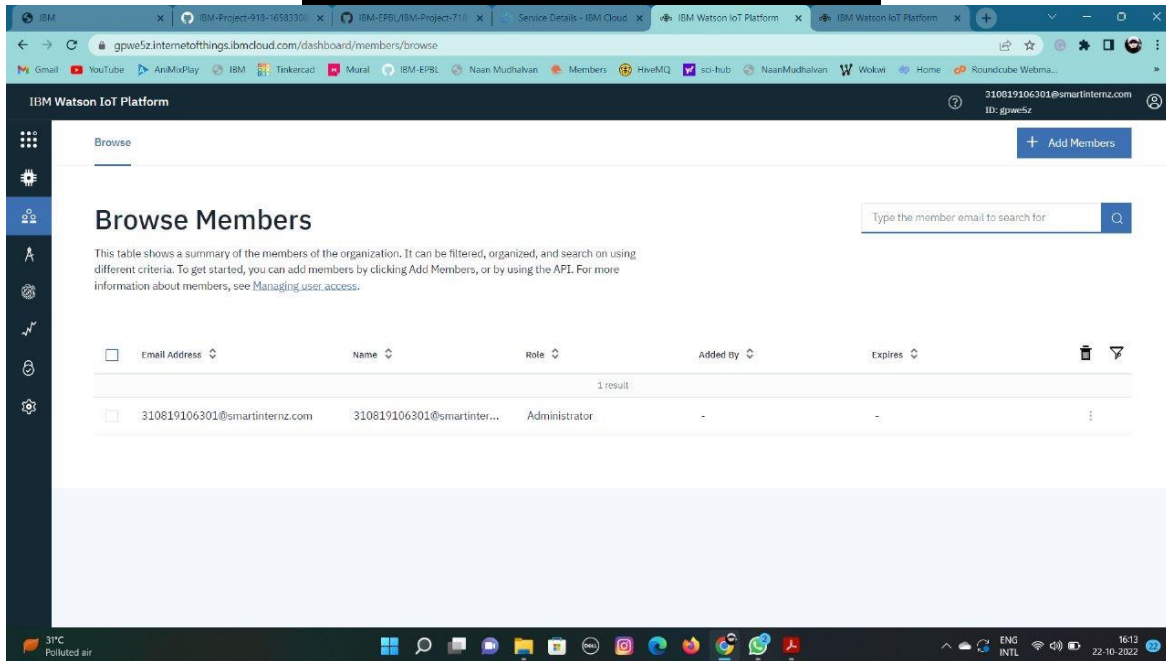 IBM
IBM-Project-918-1658330
IBM-EPBL/IBM-Project-718
Service Details - IBM Cloud
IBM Watson IoT Platform
IBM Watson IoT Platform
gpwe5z.internetofthings.ibmcloud.com/dashboard/members/browse
Gmail YouTube AniMixPlay IBM Tinkercad Mural IBM-EPBL Naan Mudhalvan Members HiveMQ sci-hub NaanMudhalvan Wokwi Home Roundcube Webma...
IBM Watson IoT Platform
310819106301@smartinternz.com
ID: gpwe5z
Browse
+ Add Members
Browse Members
Type the member email to search for
This table shows a summary of the members of the organization. It can be filtered, organized, and search on using
different criteria. To get started, you can add members by clicking Add Members, or by using the API. For more
information about members, see Managing user access.
Email Address Name Role Added By Expires
1 result
310819106301@smartinternz.com 310819106301@smartinter... Administrator - -
31°C
Polluted air
DELL
ENG
INTL
16:13
22-10-2022
22
2